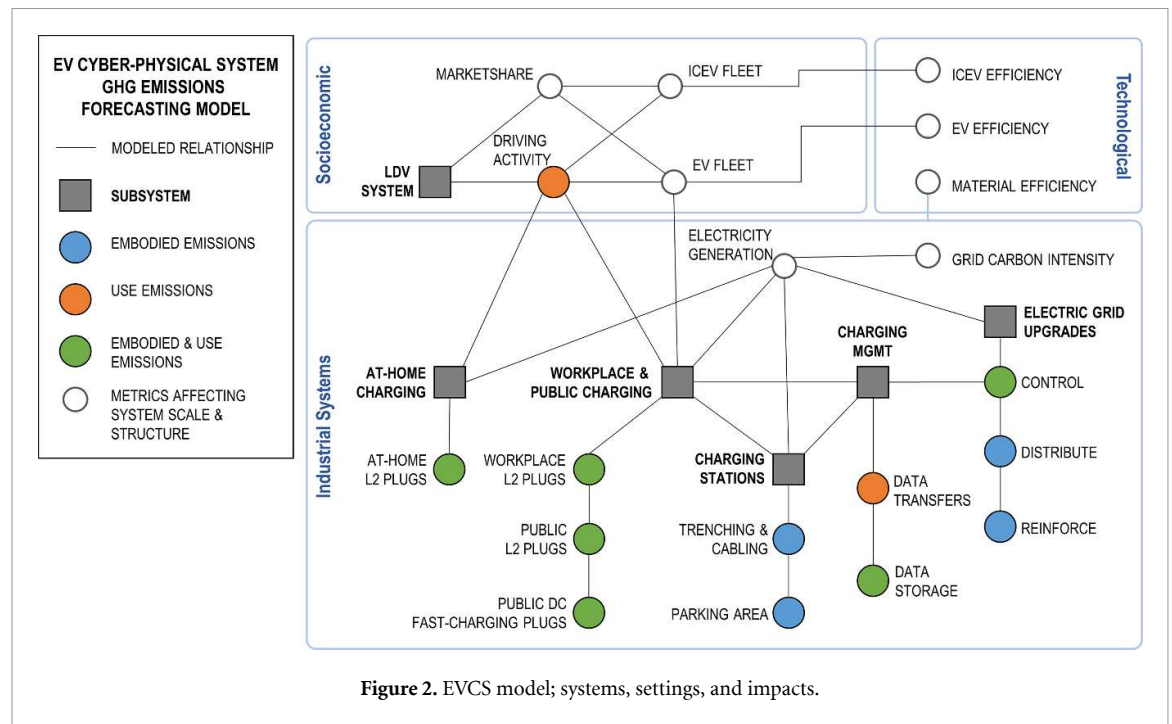 EV CYBER-PHYSICAL SYSTEM
GHG EMISSIONS
FORECASTING MODEL
MODELED RELATIONSHIP
SUBSYSTEM
EMBODIED EMISSIONS
USE EMISSIONS
EMBODIED & USE
EMISSIONS
METRICS AFFECTING
SYSTEM SCALE &
STRUCTURE
Socioeconomic
MARKETSHARE
ICEV FLEET
DRIVING
ACTIVITY
LDV
SYSTEM
EV FLEET
Technological
ICEV EFFICIENCY
EV EFFICIENCY
MATERIAL EFFICIENCY
Industrial Systems
ELECTRICITY
GENERATION
GRID CARBON INTENSITY
ELECTRIC GRID
UPGRADES
CHARGING
MGMT
AT-HOME
CHARGING
WORKPLACE &
PUBLIC CHARGING
CONTROL
AT-HOME
L2 PLUGS
WORKPLACE
L2 PLUGS
CHARGING
STATIONS
DISTRIBUTE
DATA
TRANSFERS
PUBLIC
L2 PLUGS
TRENCHING &
CABLING
REINFORCE
DATA
STORAGE
PUBLIC DC
FAST-CHARGING PLUGS
PARKING AREA
Figure 2. EVCS model; systems, settings, and impacts.